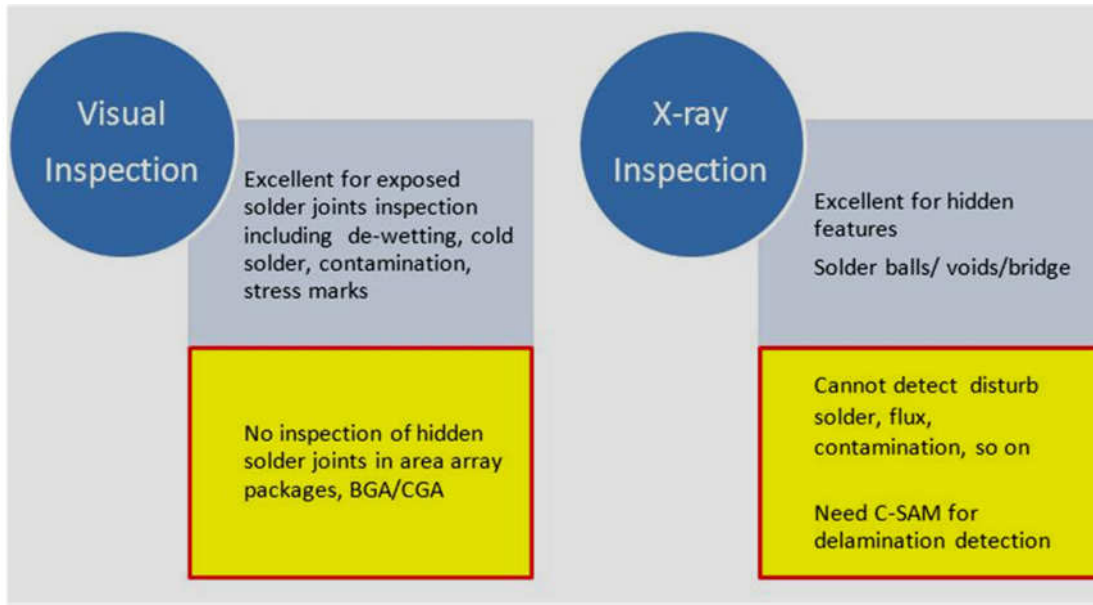 Visual
Inspection
Excellent for exposed
solder joints inspection
including de-wetting, cold
solder, contamination,
stress marks
No inspection of hidden
solder joints in area array
packages, BGA/CGA
X-ray
Inspection
Excellent for hidden
features
Solder balls/ voids/bridge
Cannot detect disturb
solder, flux,
contamination, so on
Need C-SAM for
delamination detection